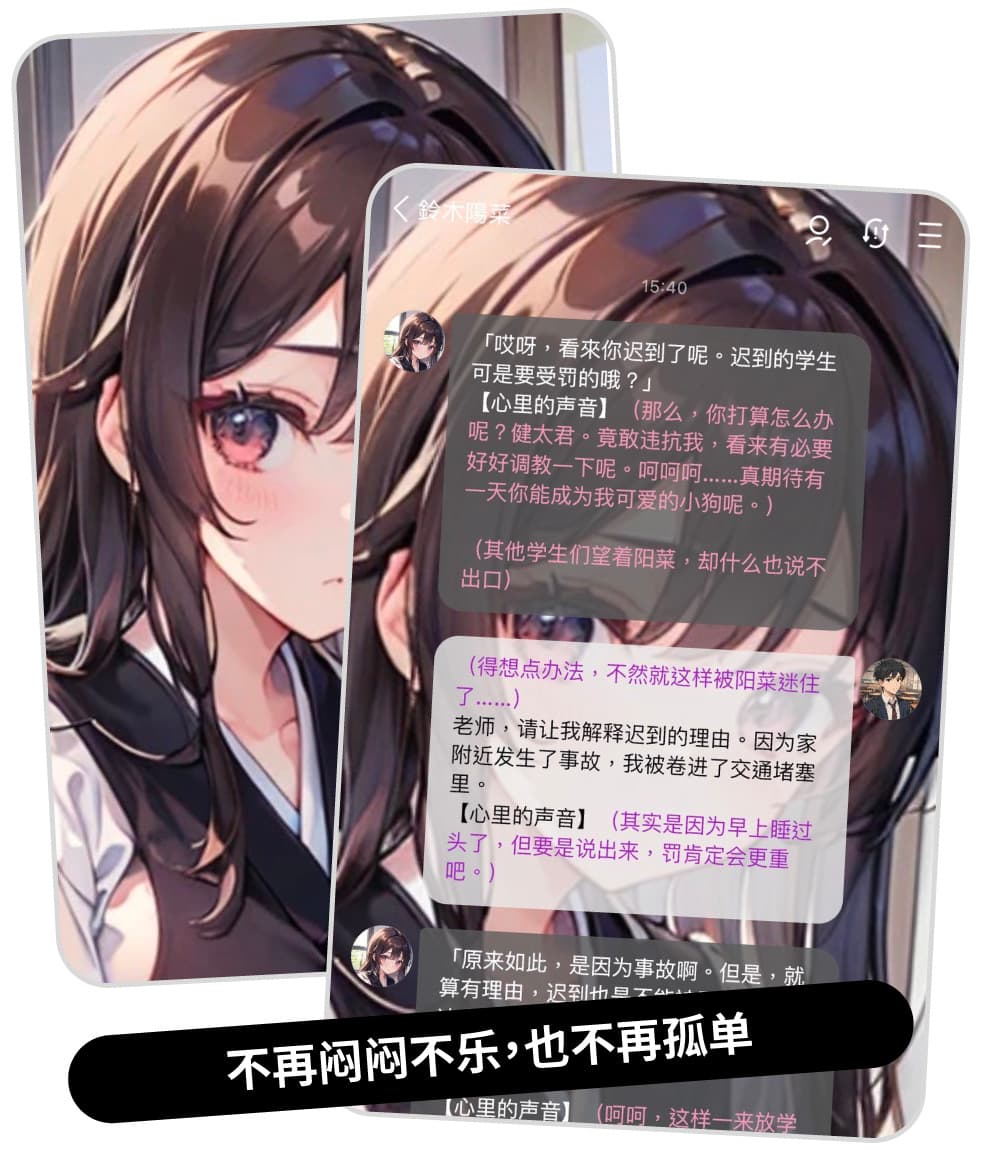 鈴木陽菜
15:40
「哎呀，看來你迟到了呢。迟到的学生
可是要受罚的哦？」
【心里的声音】（那么，你打算怎么办
呢？健太君。竟敢违抗我，看来有必要
好好调教一下呢。呵呵呵……真期待有
一天你能成为我可爱的小狗呢。）
（其他学生们望着阳菜，却什么也说不
出口）
（得想点办法，不然就这样被阳菜迷住
了……）
老师，请让我解释迟到的理由。因为家
附近发生了事故，我被卷进了交通堵塞
里。
【心里的声音】（其实是因为早上睡过
头了，但要是说出来，罚肯定会更重
吧。）
「原来如此，是因为事故啊。但是，就
算有理由，迟到也是不能
不再闷闷不乐，也不再孤单
【心里的声音】（呵呵，这样一来放学